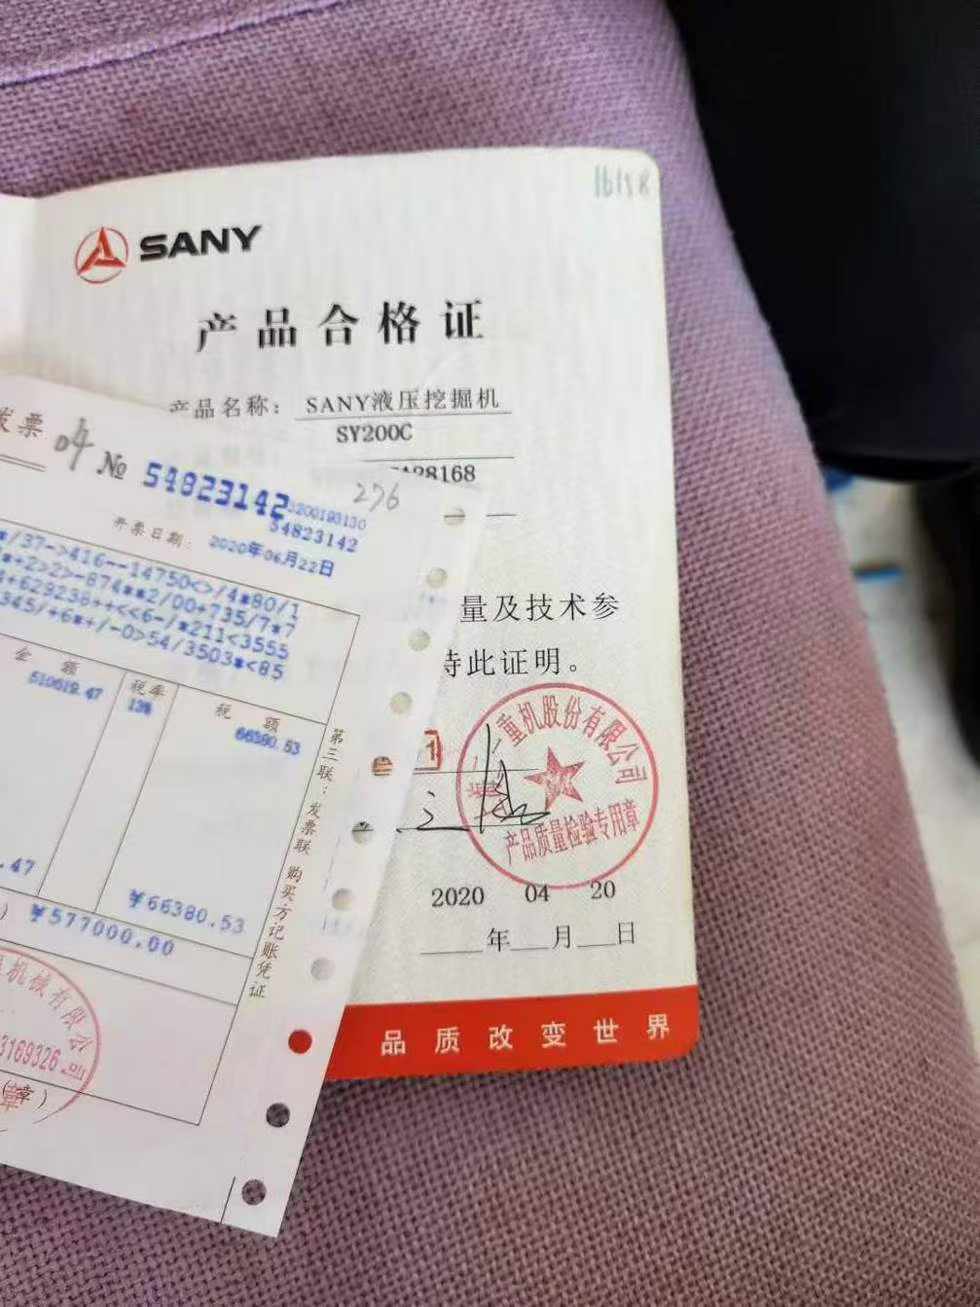 SANY
产品合格证
产品名称：SANY液压挖掘机
SY200C
28168
量及技术参
持此证明。
重机股份有限公司
产品质量检验专用章
2020 04 20
年 月 日
品质改变世界
发票
04 № 54823142
276
3200193130
54823142
开票日期： 2020年06月22日
/37->416--14750<>/4*80/1
*+2>2>-874**2/00+735/7*7
+629238++<<6-/*211<3555
345/+6*+/-0>54/3503*<85
金额 税率 税额
510619.47 13% 66380.53
.47 ¥66380.53
¥577000.00
第三联：发票联 购买方记账凭证
机械有限公司
3169326
（章）